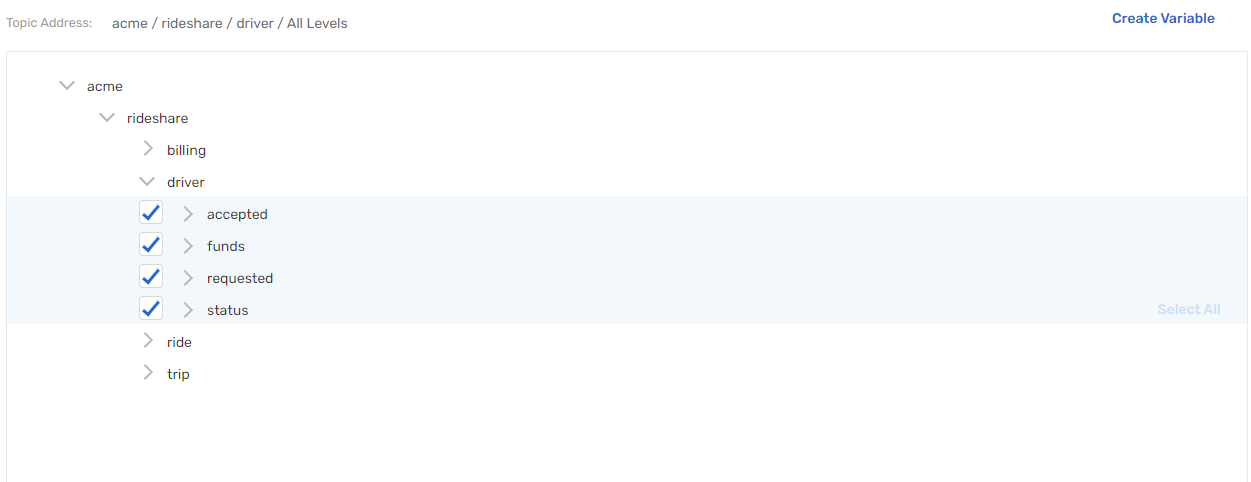 Topic Address: acme / rideshare / driver / All Levels Create Variable
acme
rideshare
billing
driver
accepted
funds
requested
status Select All
ride
trip